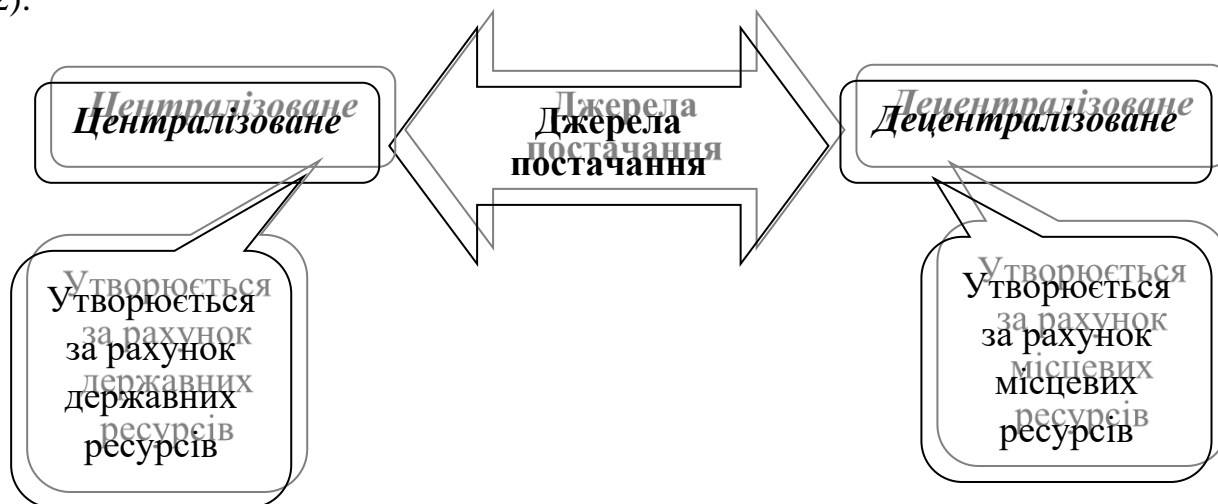 2).
Централізоване
Джерела
постачання
Децентралізоване
Утворюється
за рахунок
державних
ресурсів
Утворюється
за рахунок
місцевих
ресурсів